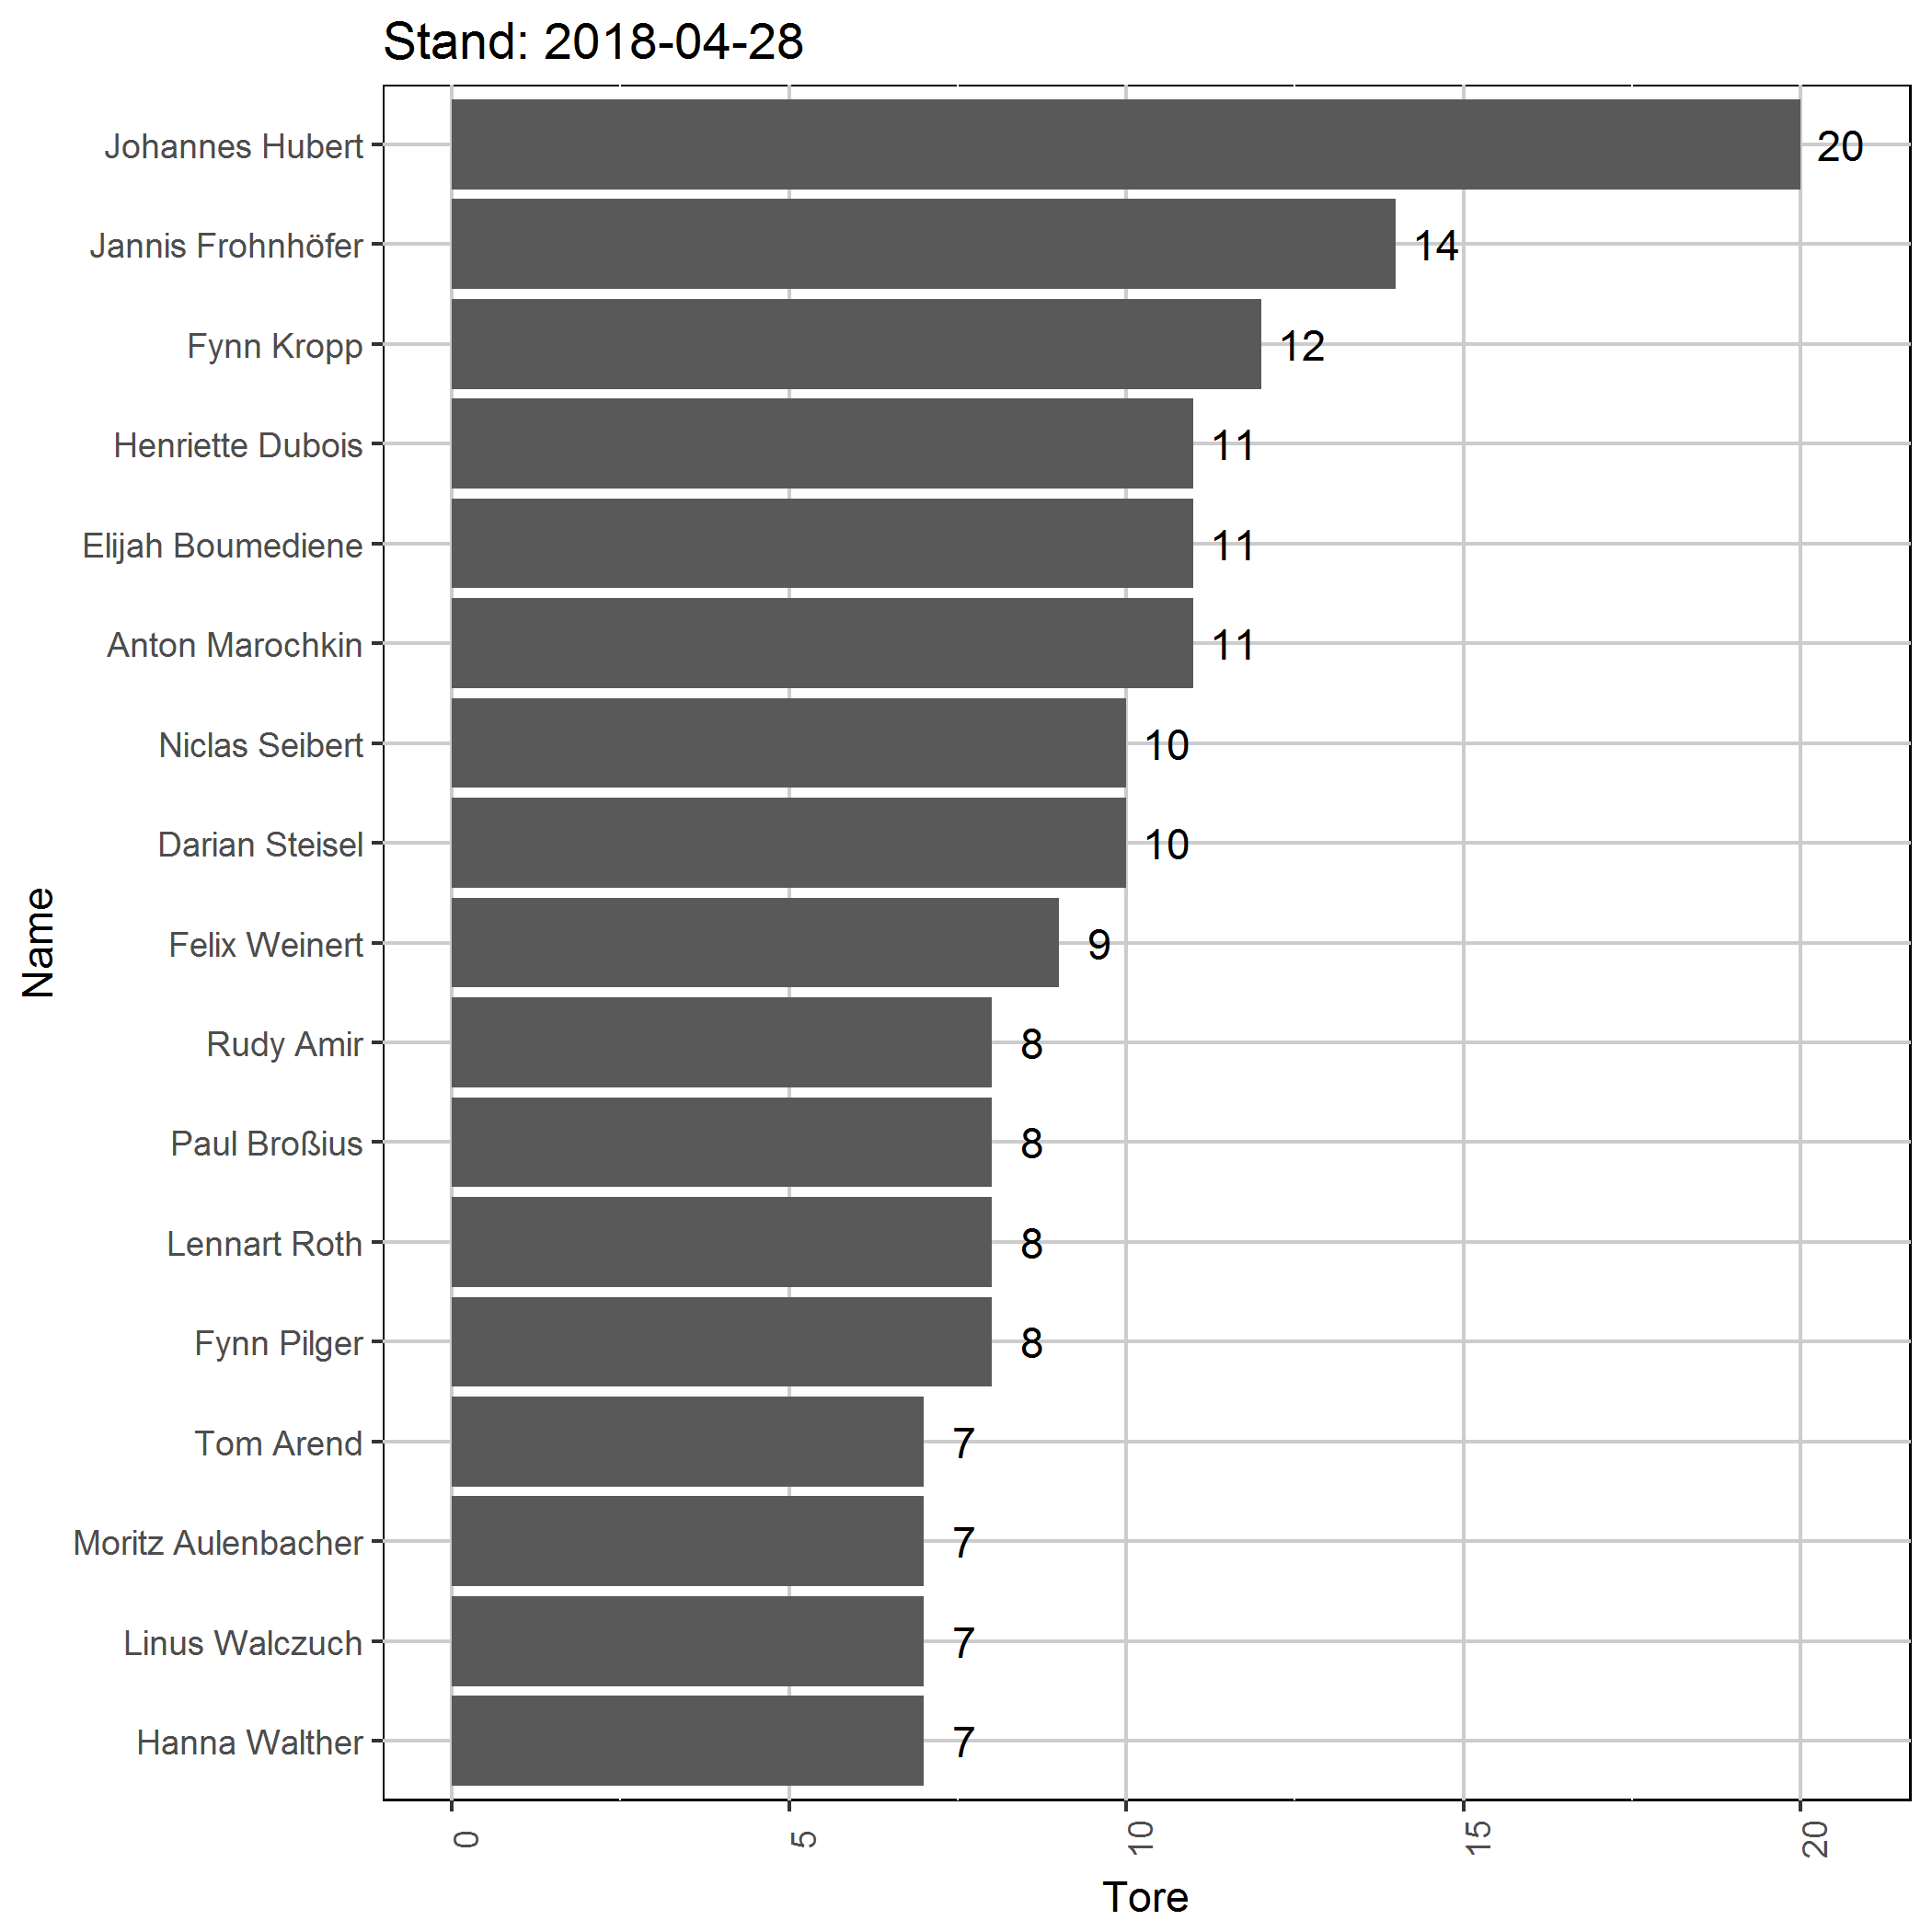 Stand: 2018-04-28
Johannes Hubert 20
Jannis Frohnhöfer 14
Fynn Kropp 12
Henriette Dubois 11
Elijah Boumediene 11
Anton Marochkin 11
Niclas Seibert 10
Darian Steisel 10
Felix Weinert 9
Rudy Amir 8
Paul Broßius 8
Lennart Roth 8
Fynn Pilger 8
Tom Arend 7
Moritz Aulenbacher 7
Linus Walczuch 7
Hanna Walther 7
Name
0 5 10 15 20
Tore